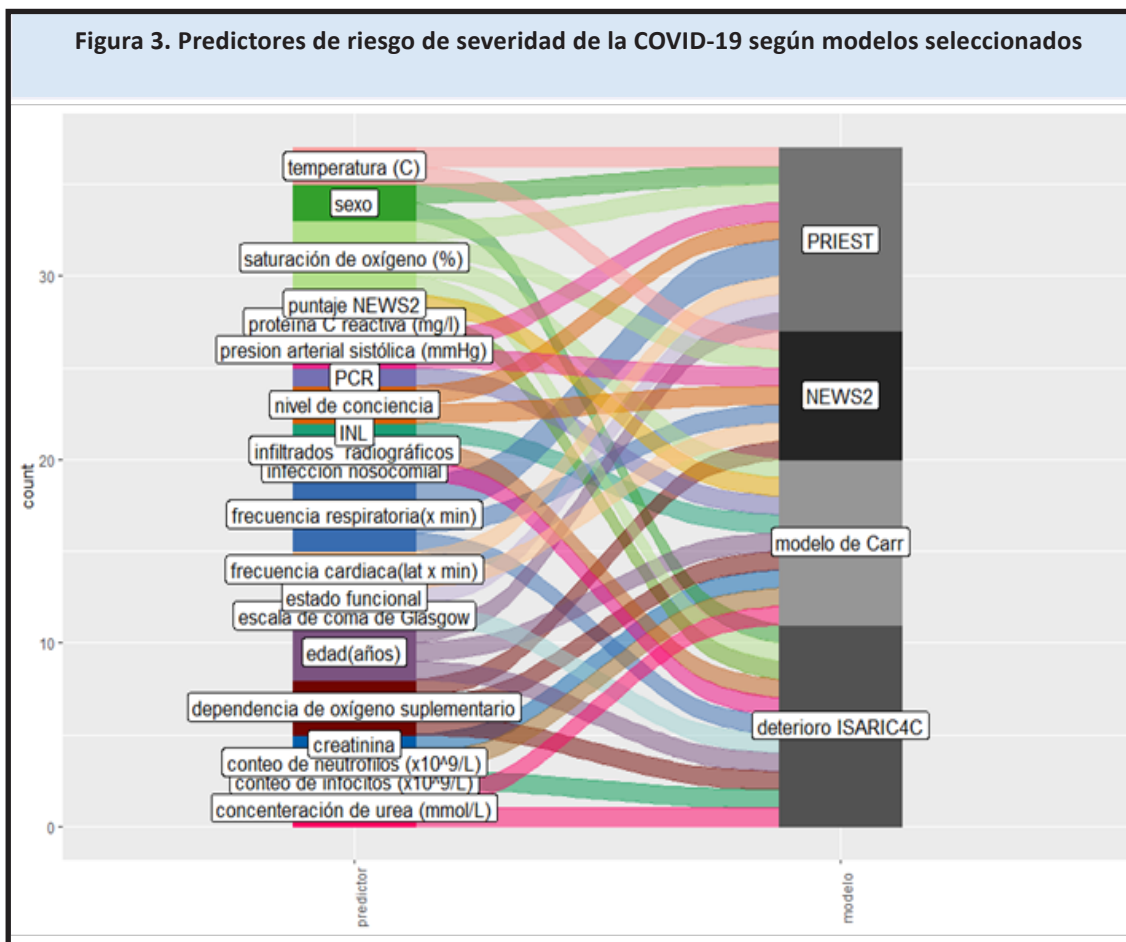 Figura 3. Predictores de riesgo de severidad de la COVID-19 según modelos seleccionados
count
30
20
10
0
temperatura (C)
sexo
saturación de oxígeno (%)
puntaje NEWS2
proteína C reactiva (mg/l)
presion arterial sistólica (mmHg)
PCR
nivel de conciencia
INL
infiltrados radiográficos
infección nosocomial
frecuencia respiratoria(x min)
frecuencia cardiaca(lat x min)
estado funcional
escala de coma de Glasgow
edad(años)
dependencia de oxígeno suplementario
creatinina
conteo de neutrofilos (x10^9/L)
conteo de infocitos (x10^9/L)
concenteración de urea (mmol/L)
PRIEST
NEWS2
modelo de Carr
deterioro ISARIC4C
predictor
modelo